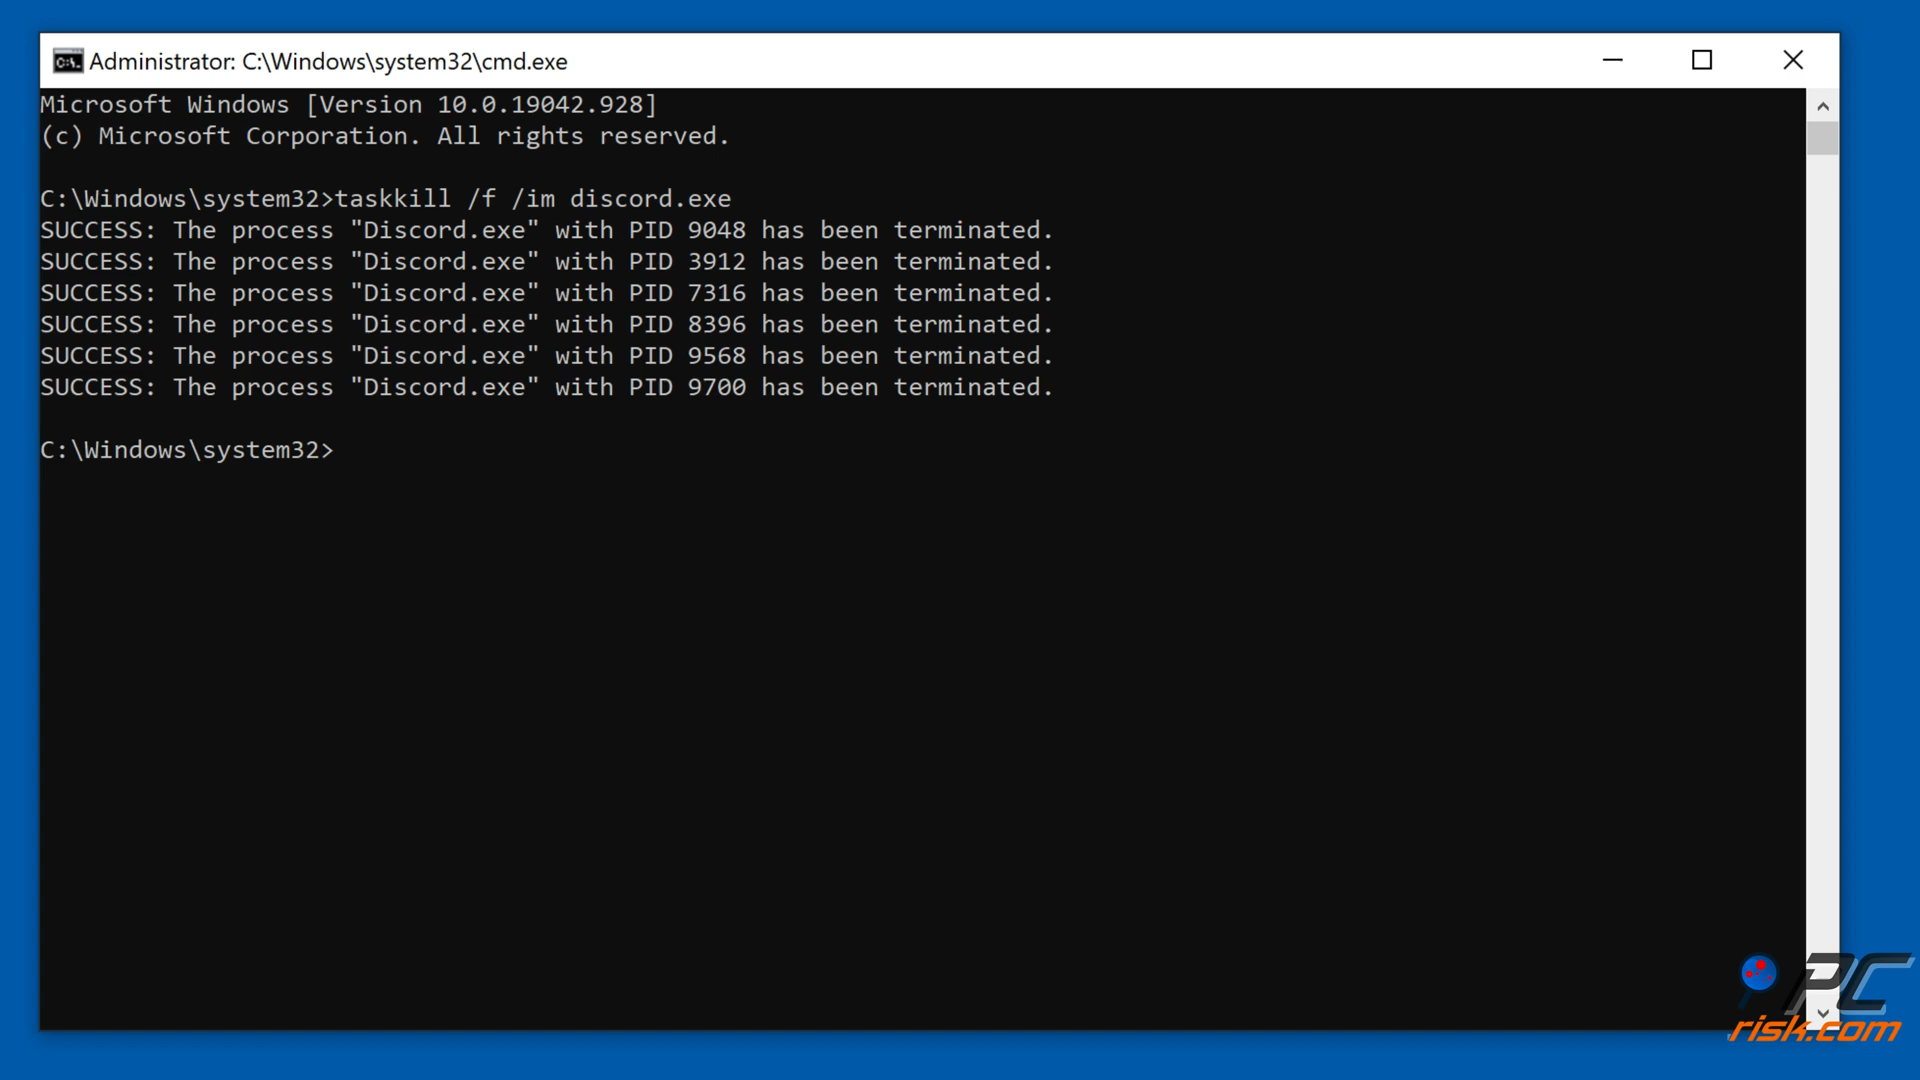 Administrator: C:\Windows\system32\cmd.exe
Microsoft Windows [Version 10.0.19042.928]
(c) Microsoft Corporation. All rights reserved.
C:\Windows\system32>taskkill /f /im discord.exe
SUCCESS: The process "Discord.exe" with PID 9048 has been terminated.
SUCCESS: The process "Discord.exe" with PID 3912 has been terminated.
SUCCESS: The process "Discord.exe" with PID 7316 has been terminated.
SUCCESS: The process "Discord.exe" with PID 8396 has been terminated.
SUCCESS: The process "Discord.exe" with PID 9568 has been terminated.
SUCCESS: The process "Discord.exe" with PID 9700 has been terminated.
C:\Windows\system32>
PC
risk.com